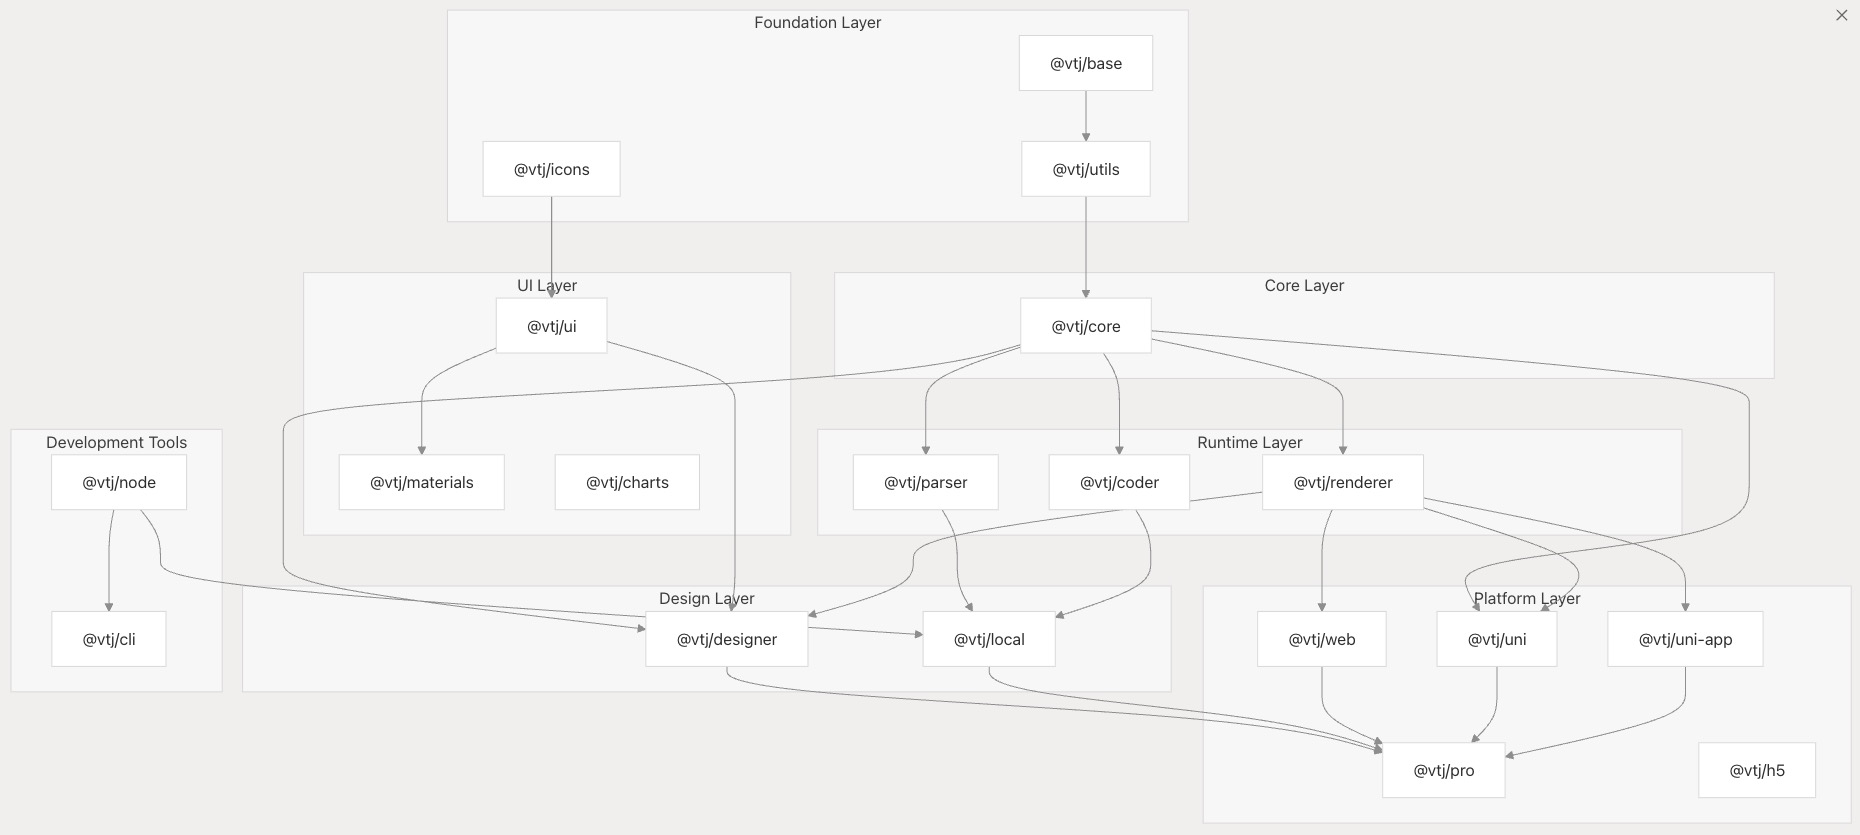 Foundation Layer
@vtj/base
@vtj/icons
@vtj/utils
UI Layer
Core Layer
@vtj/ui
@vtj/core
Development Tools
Runtime Layer
@vtj/node
@vtj/materials
@vtj/charts
@vtj/parser
@vtj/coder
@vtj/renderer
Design Layer
Platform Layer
@vtj/cli
@vtj/designer
@vtj/local
@vtj/web
@vtj/uni
@vtj/uni-app
@vtj/pro
@vtj/h5